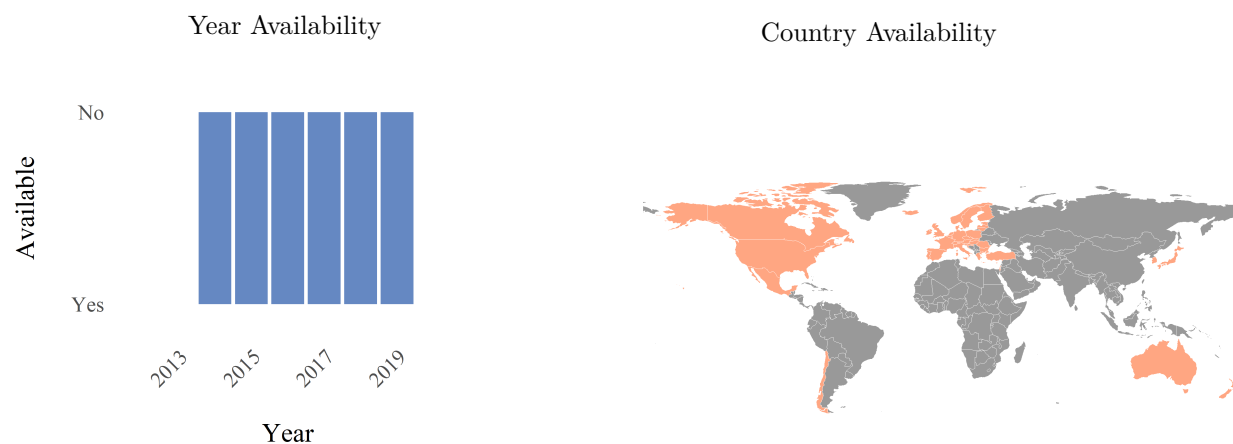 Year Availability
No
Available
Yes
2013
2015
2017
2019
Year
Country Availability